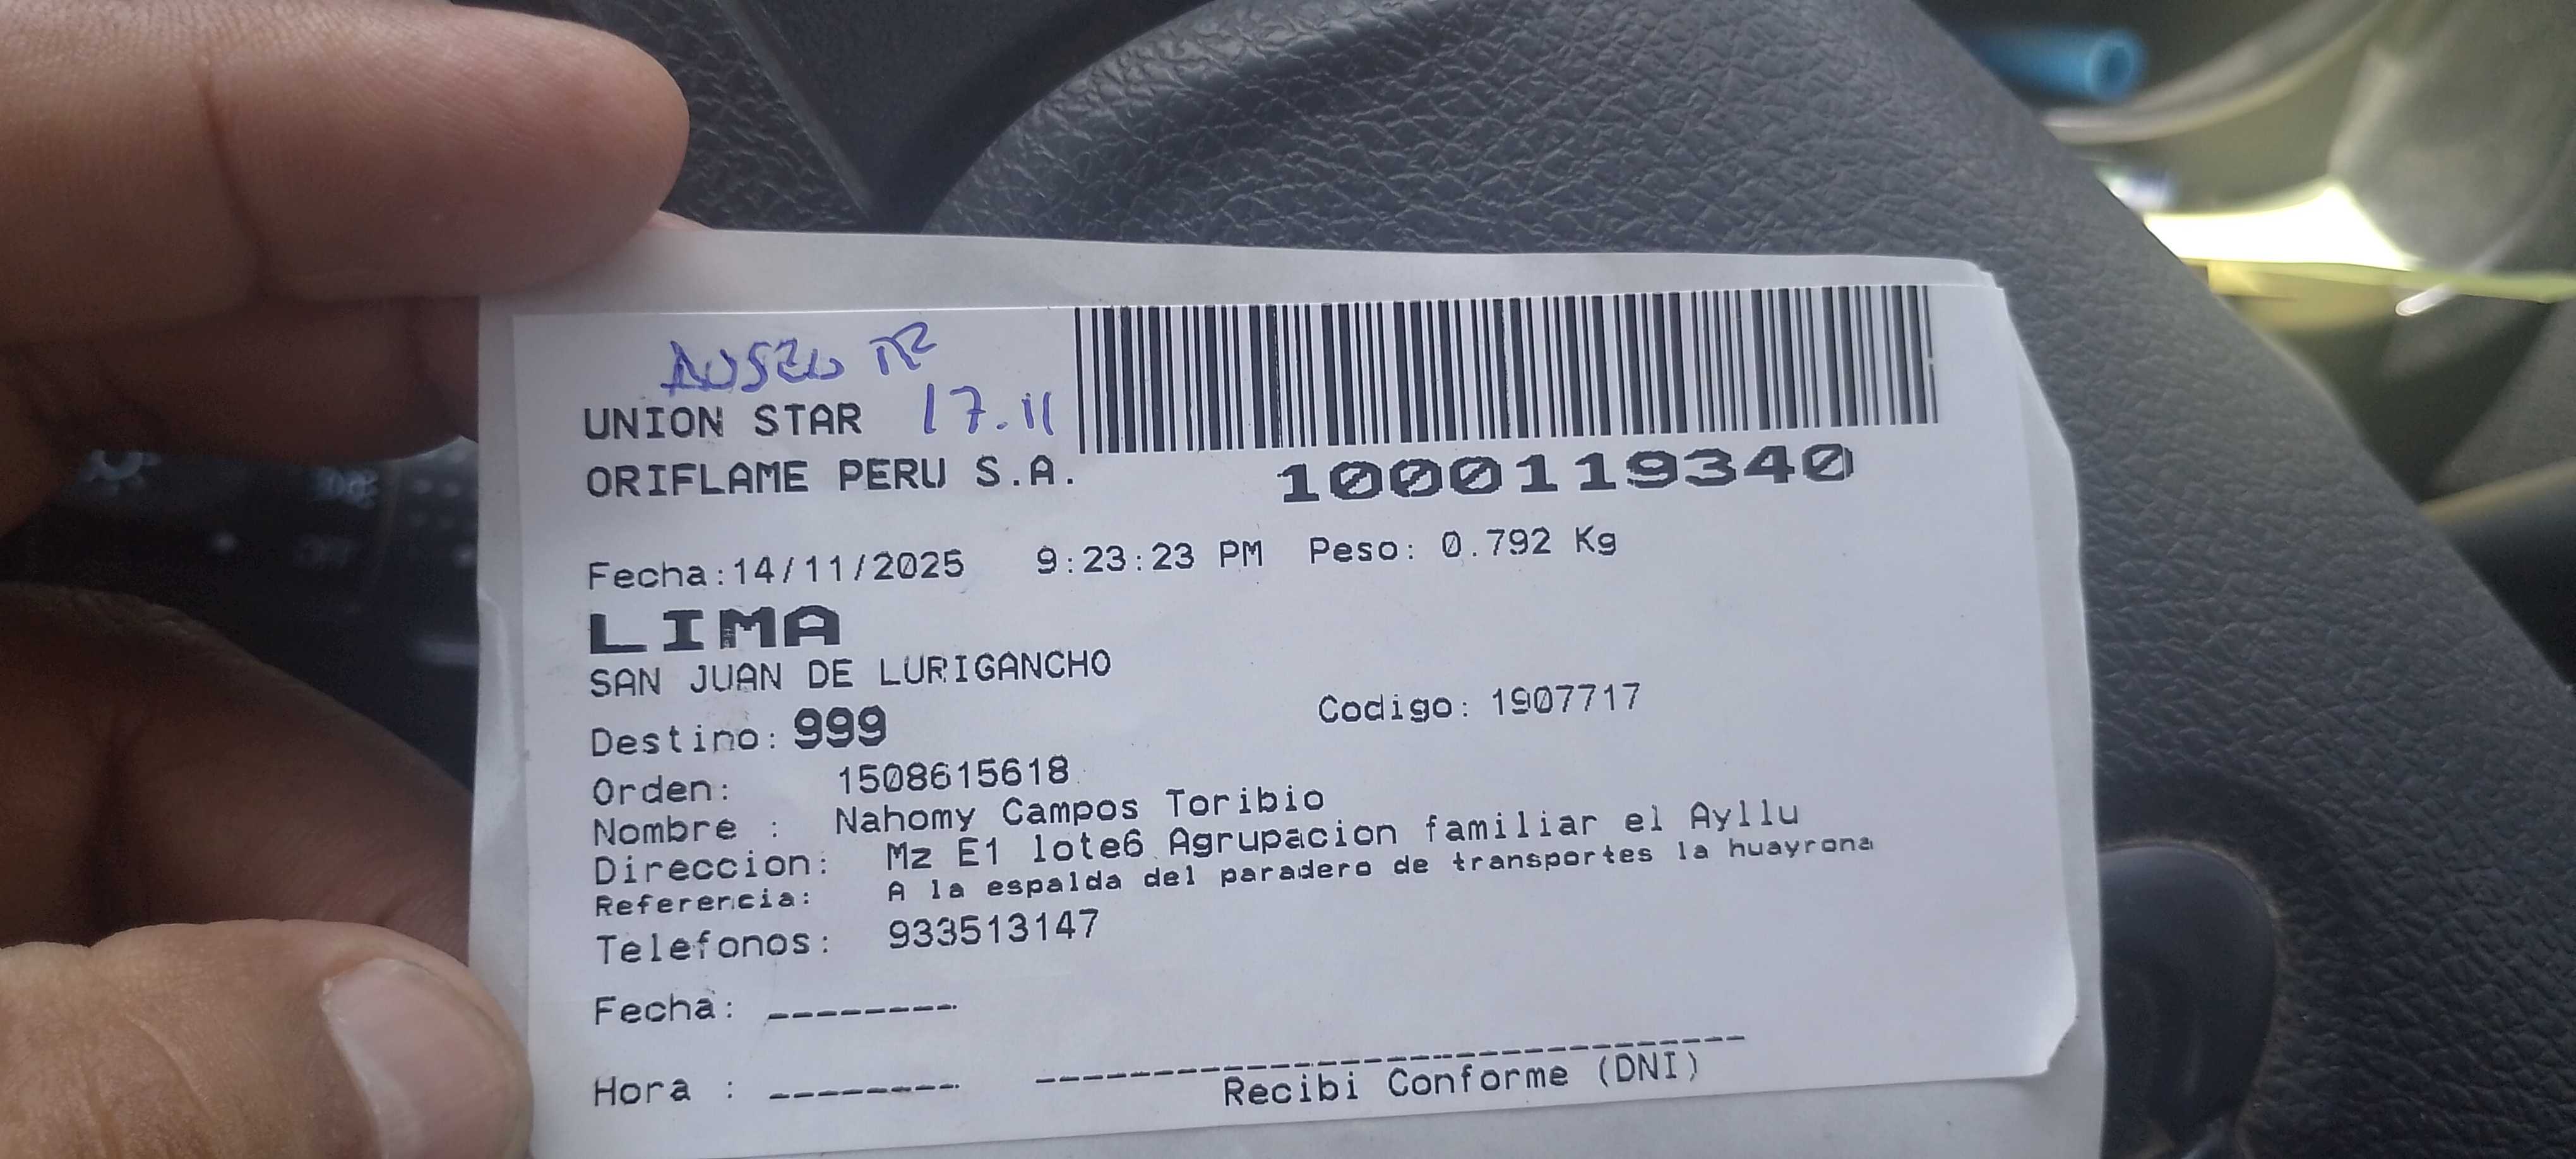 17.11
UNION STAR
ORIFLAME PERU S.A.
1000119340
Fecha:14/11/2025 9:23:23 PM Peso: 0.792 Kg
LIMA
SAN JUAN DE LURIGANCHO
Destino: 999 Codigo: 1907717
Orden: 1508615618
Nombre : Nahomy Campos Toribio
Direccion: Mz E1 lote6 Agrupacion familiar el Ayllu
Referencia: A la espalda del paradero de transportes la huayrona
Telefonos: 933513147
Fecha: --------
Hora : --------
Recibi Conforme (DNI)